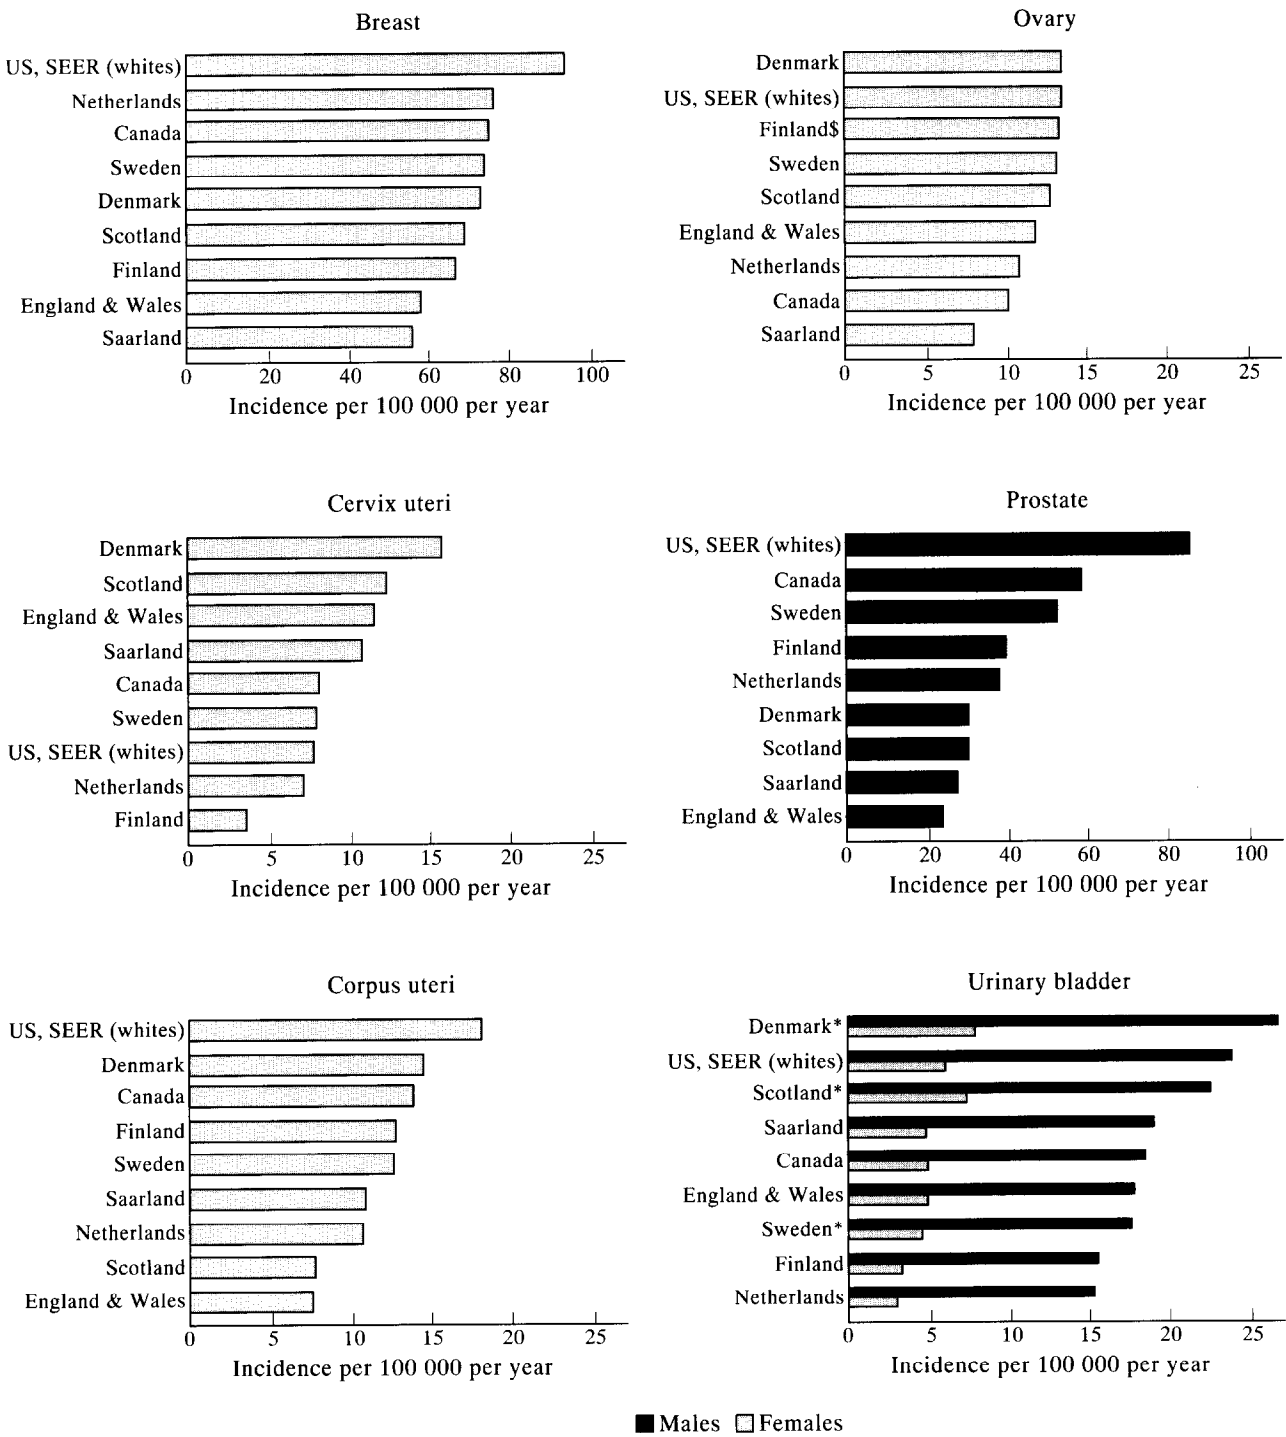 Breast
US, SEER (whites)
Netherlands
Canada
Sweden
Denmark
Scotland
Finland
England & Wales
Saarland
0 20 40 60 80 100
Incidence per 100 000 per year
Ovary
Denmark
US, SEER (whites)
Finland$
Sweden
Scotland
England & Wales
Netherlands
Canada
Saarland
0 5 10 15 20 25
Incidence per 100 000 per year
Cervix uteri
Denmark
Scotland
England & Wales
Saarland
Canada
Sweden
US, SEER (whites)
Netherlands
Finland
0 5 10 15 20 25
Incidence per 100 000 per year
Prostate
US, SEER (whites)
Canada
Sweden
Finland
Netherlands
Denmark
Scotland
Saarland
England & Wales
0 20 40 60 80 100
Incidence per 100 000 per year
Corpus uteri
US, SEER (whites)
Denmark
Canada
Finland
Sweden
Saarland
Netherlands
Scotland
England & Wales
0 5 10 15 20 25
Incidence per 100 000 per year
Urinary bladder
Denmark*
US, SEER (whites)
Scotland*
Saarland
Canada
England & Wales
Sweden*
Finland
Netherlands
0 5 10 15 20 25
Incidence per 100 000 per year
Males Females